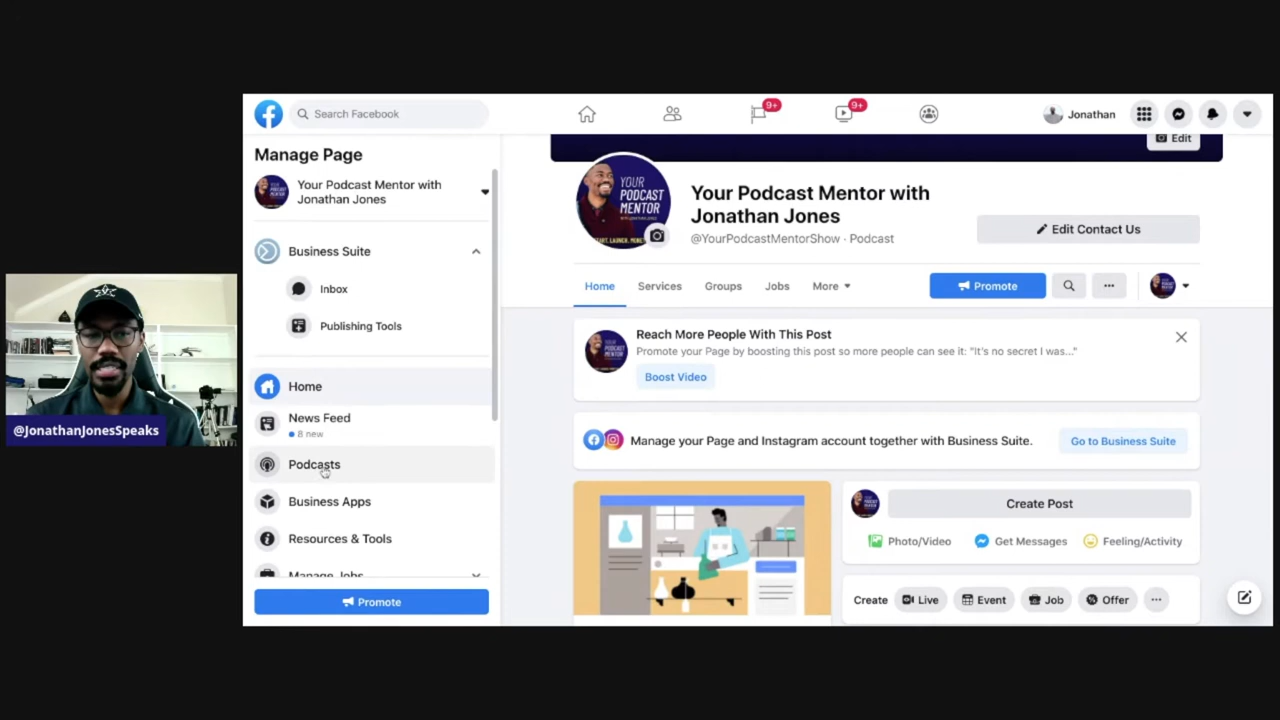 Search Facebook
9+
9+
Jonathan
Manage Page
Your Podcast Mentor with
Jonathan Jones
Business Suite
Inbox
Publishing Tools
Home
News Feed
8 new
Podcasts
Business Apps
Resources & Tools
Manage Jobs
Promote
@JonathanJonesSpeaks
Edit
YOUR
PODCAST
MENTOR
Your Podcast Mentor with
Jonathan Jones
@YourPodcastMentorShow · Podcast
Edit Contact Us
Home Services Groups Jobs More
Promote
Reach More People With This Post
Promote your Page by boosting this post so more people can see it: "It's no secret I was..."
Boost Video
Manage your Page and Instagram account together with Business Suite.
Go to Business Suite
Create Post
Photo/Video Get Messages Feeling/Activity
Create Live Event Job Offer